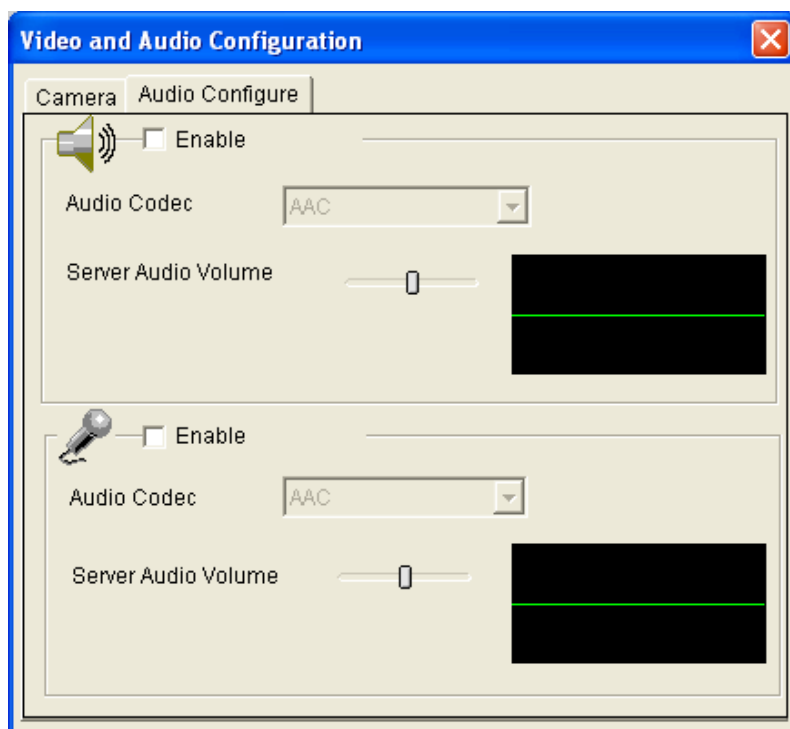 Video and Audio Configuration
Camera
Audio Configure
Enable
Audio Codec
AAC
Server Audio Volume
Enable
Audio Codec
AAC
Server Audio Volume